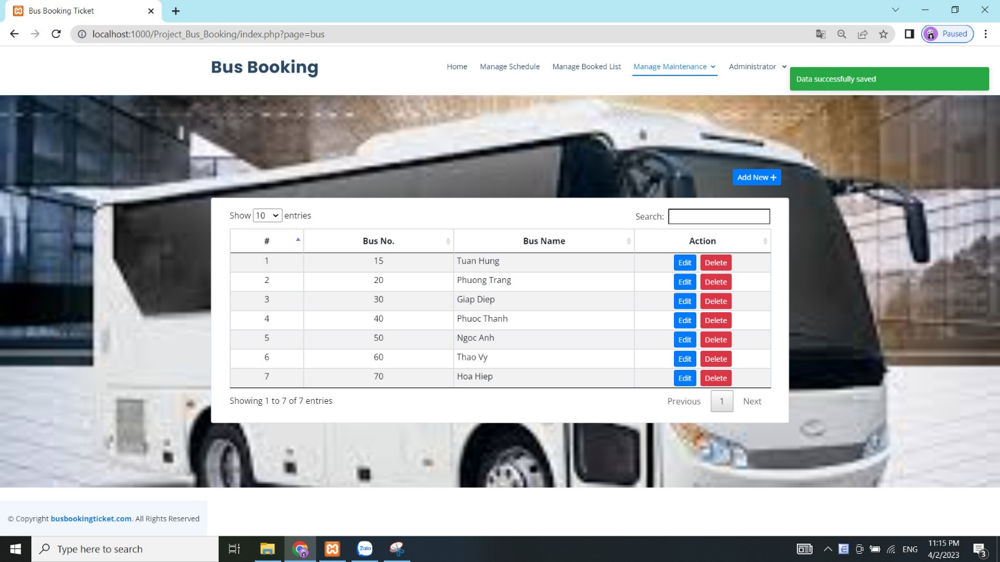 Bus Booking Ticket
localhost:1000/Project_Bus_Booking/index.php?page=bus
Paused
Bus Booking
Home Manage Schedule Manage Booked List Manage Maintenance Administrator
Data successfully saved
Add New +
Show 10 entries Search:
# Bus No. Bus Name Action
1 15 Tuan Hung Edit Delete
2 20 Phuong Trang Edit Delete
3 30 Giap Diep Edit Delete
4 40 Phuoc Thanh Edit Delete
5 50 Ngoc Anh Edit Delete
6 60 Thao Vy Edit Delete
7 70 Hoa Hiep Edit Delete
Showing 1 to 7 of 7 entries Previous 1 Next
© Copyright busbookingticket.com. All Rights Reserved
Type here to search
Zalo
ENG
11:15 PM
4/2/2023
3